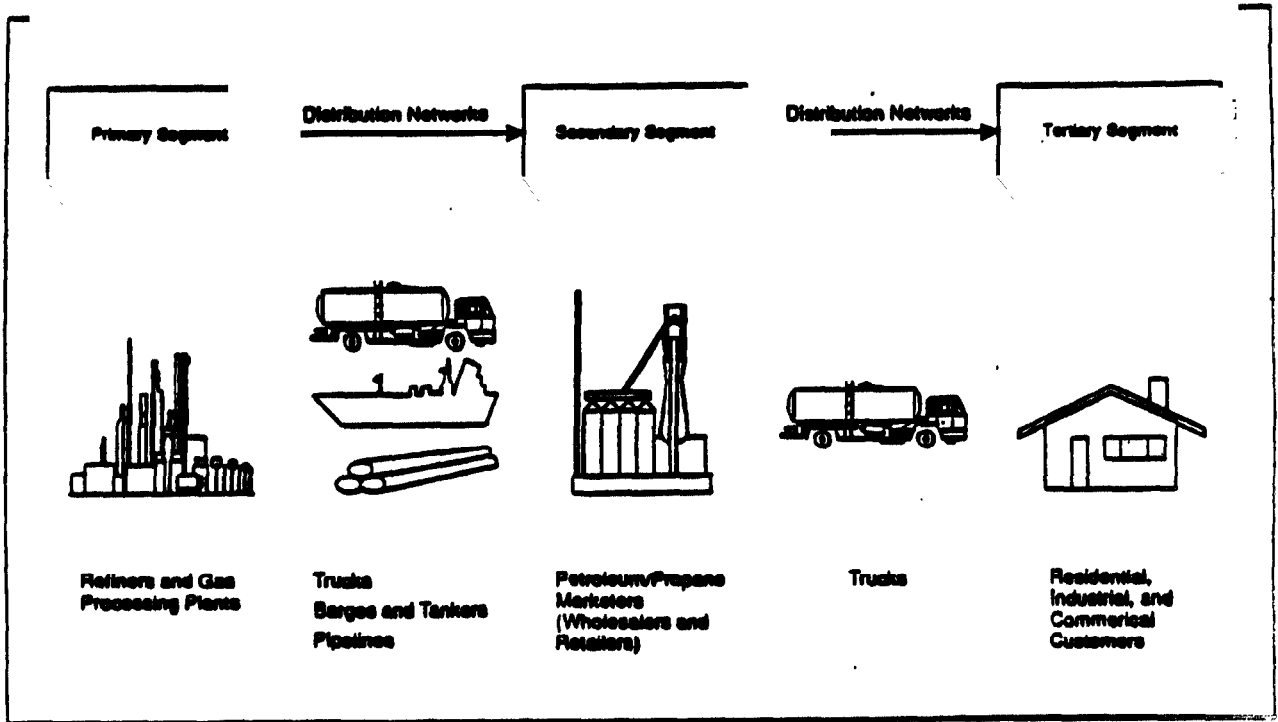 Primary Segment
Distribution Networks
Secondary Segment
Distribution Networks
Tertiary Segment
Refiners and Gas
Processing Plants
Trucks
Barges and Tankers
Pipelines
Petroleum/Propane
Marketers
(Wholesalers and
Retailers)
Trucks
Residential,
Industrial, and
Commerical
Customers